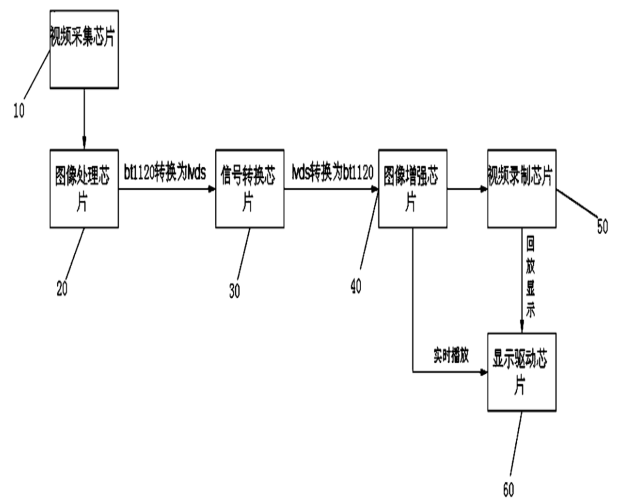 视频采集芯片
10
图像处理芯
片
20
bt1120转换为lvds
信号转换芯
片
30
lvds转换为bt1120
图像增强芯
片
40
视频录制芯片
50
回
放
显
示
实时播放
显示驱动芯
片
60